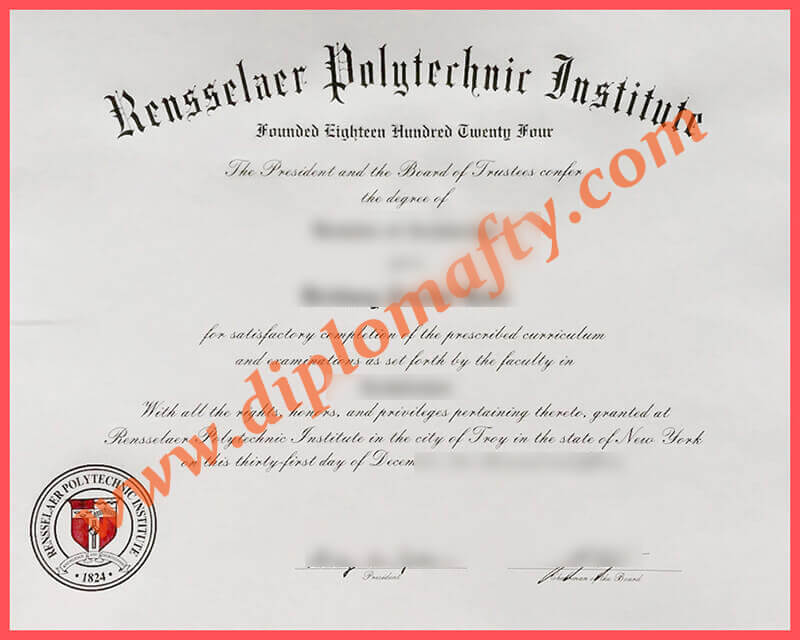 Rensselaer Polytechnic Institute
Founded Eighteen Hundred Twenty Four
The President and the Board of Trustees confer
the degree of
for satisfactory completion of the prescribed curriculum
and examinations as set forth by the faculty in
With all the rights, honors, and privileges pertaining thereto, granted at
Rensselaer Polytechnic Institute in the city of Troy in the state of New York
on this thirty-first day of
RENSSELAER POLYTECHNIC INSTITUTE
· 1824 ·
President
of the Board
www.diplomafty.com